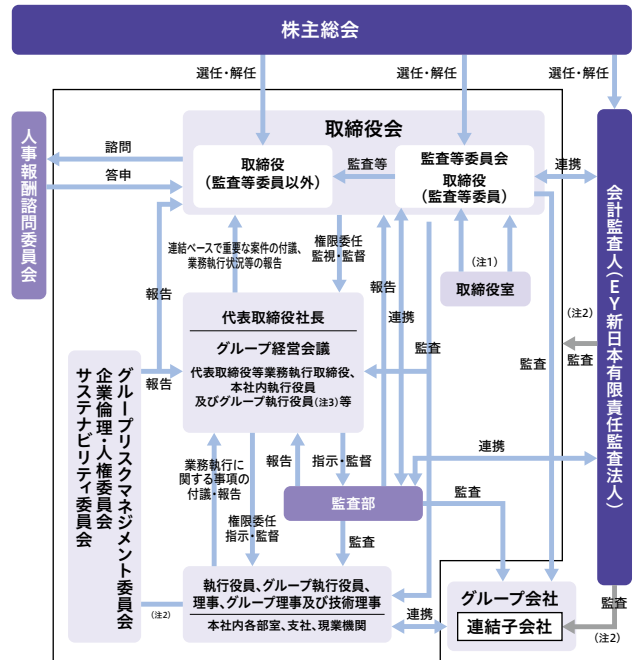 株主総会
選任・解任
選任・解任
選任・解任
人事報酬諮問委員会
諮問
答申
取締役会
取締役
(監査等委員以外)
監査等
監査等委員会
取締役
(監査等委員)
連携
会計監査人(EY新日本有限責任監査法人)
連結ベースで重要な案件の付議、
業務執行状況等の報告
権限委任
監視・監督
報告
連携
(注1)
取締役室
報告
監査
監査
(注2)
監査
代表取締役社長
グループ経営会議
代表取締役等業務執行取締役、
本社内執行役員
及びグループ執行役員(注3)等
報告
グループリスクマネジメント委員会
企業倫理・人権委員会
サステナビリティ委員会
業務執行に
関する事項の
付議・報告
報告
指示・監督
連携
監査部
監査
権限委任
指示・監督
監査
執行役員、グループ執行役員、
理事、グループ理事及び技術理事
本社内各部室、支社、現業機関
(注2)
連携
グループ会社
連結子会社
監査
(注2)